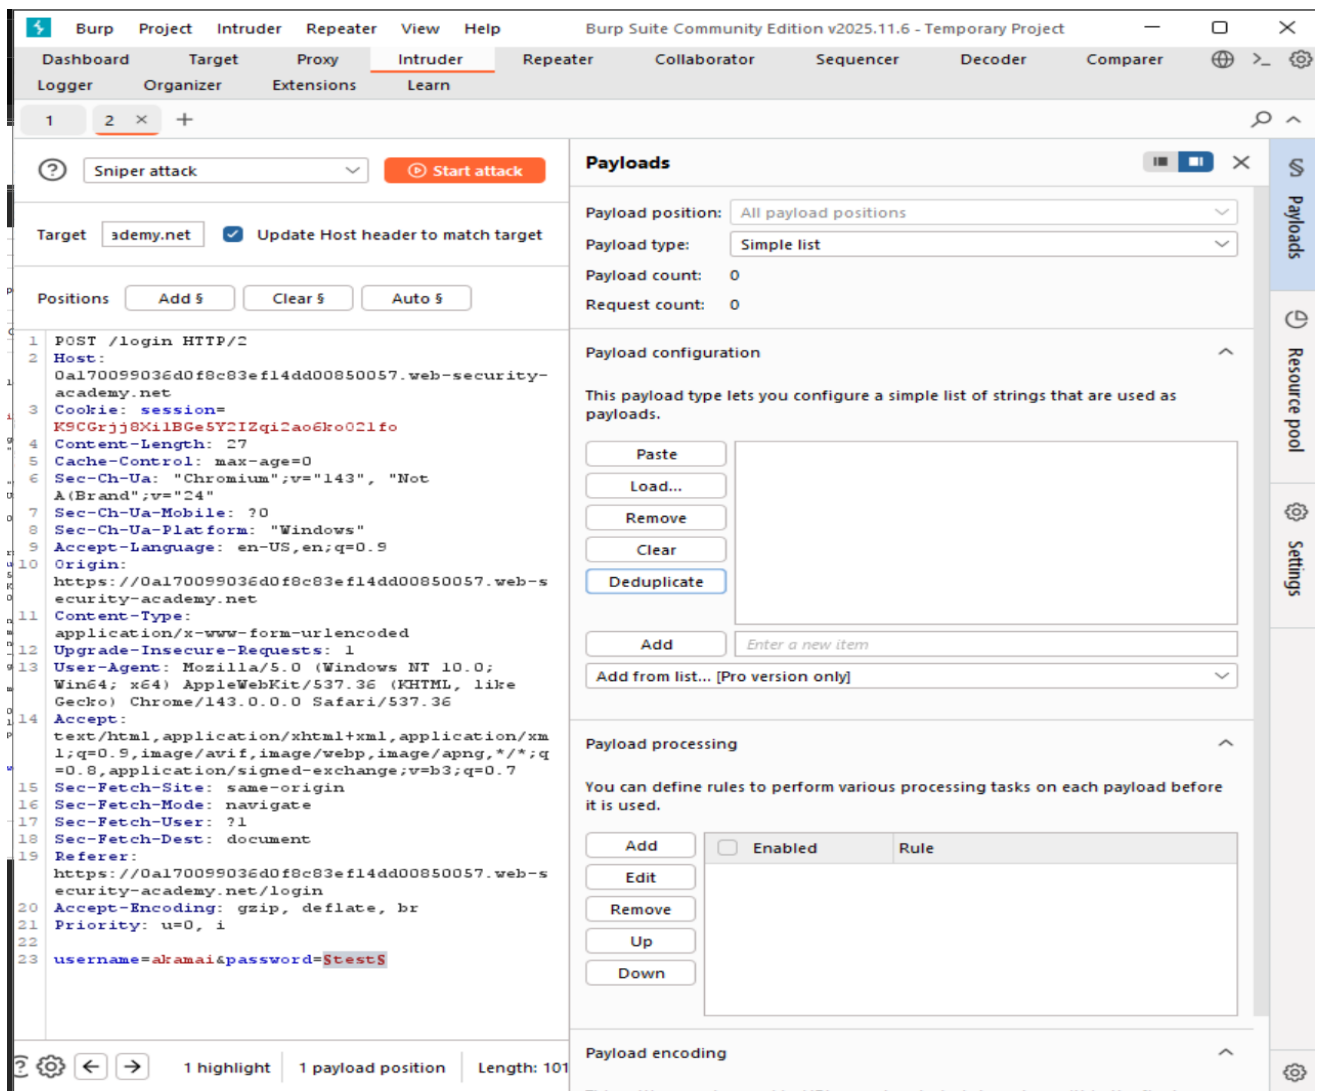 Burp Project Intruder Repeater View Help Burp Suite Community Edition v2025.11.6 - Temporary Project
Dashboard Target Proxy Intruder Repeater Collaborator Sequencer Decoder Comparer
Logger Organizer Extensions Learn
1 2
Sniper attack Start attack
Target ademy.net Update Host header to match target
Positions Add § Clear § Auto §
1 POST /login HTTP/2
2 Host:
0a170099036d0f8c83ef14dd00850057.web-security-
academy.net
3 Cookie: session=
K9CGrjj8Xi1BGe5Y2IZqi2ao6ko021fo
4 Content-Length: 27
5 Cache-Control: max-age=0
6 Sec-Ch-Ua: "Chromium";v="143", "Not
A(Brand";v="24"
7 Sec-Ch-Ua-Mobile: ?0
8 Sec-Ch-Ua-Platform: "Windows"
9 Accept-Language: en-US,en;q=0.9
10 Origin:
https://0a170099036d0f8c83ef14dd00850057.web-s
ecurity-academy.net
11 Content-Type:
application/x-www-form-urlencoded
12 Upgrade-Insecure-Requests: 1
13 User-Agent: Mozilla/5.0 (Windows NT 10.0;
Win64; x64) AppleWebKit/537.36 (KHTML, like
Gecko) Chrome/143.0.0.0 Safari/537.36
14 Accept:
text/html,application/xhtml+xml,application/xm
l;q=0.9,image/avif,image/webp,image/apng,*/*;q
=0.8,application/signed-exchange;v=b3;q=0.7
15 Sec-Fetch-Site: same-origin
16 Sec-Fetch-Mode: navigate
17 Sec-Fetch-User: ?1
18 Sec-Fetch-Dest: document
19 Referer:
https://0a170099036d0f8c83ef14dd00850057.web-s
ecurity-academy.net/login
20 Accept-Encoding: gzip, deflate, br
21 Priority: u=0, i
22
23 username=akamai&password=§test§
1 highlight 1 payload position Length: 101
Payloads
Payload position: All payload positions
Payload type: Simple list
Payload count: 0
Request count: 0
Payload configuration
This payload type lets you configure a simple list of strings that are used as
payloads.
Paste
Load...
Remove
Clear
Deduplicate
Add Enter a new item
Add from list... [Pro version only]
Payload processing
You can define rules to perform various processing tasks on each payload before
it is used.
Add Enabled Rule
Edit
Remove
Up
Down
Payload encoding
Payloads
Resource pool
Settings